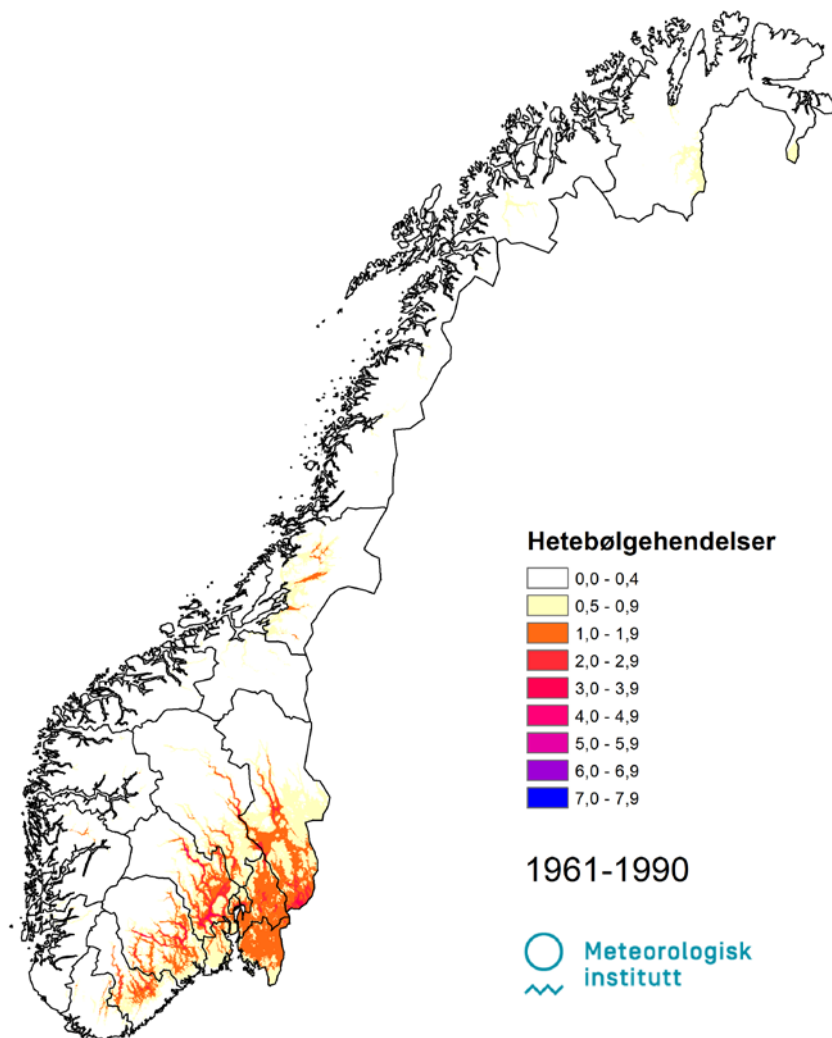 Hetebølgehendelser
0,0 - 0,4
0,5 - 0,9
1,0 - 1,9
2,0 - 2,9
3,0 - 3,9
4,0 - 4,9
5,0 - 5,9
6,0 - 6,9
7,0 - 7,9
1961-1990
Meteorologisk
institutt